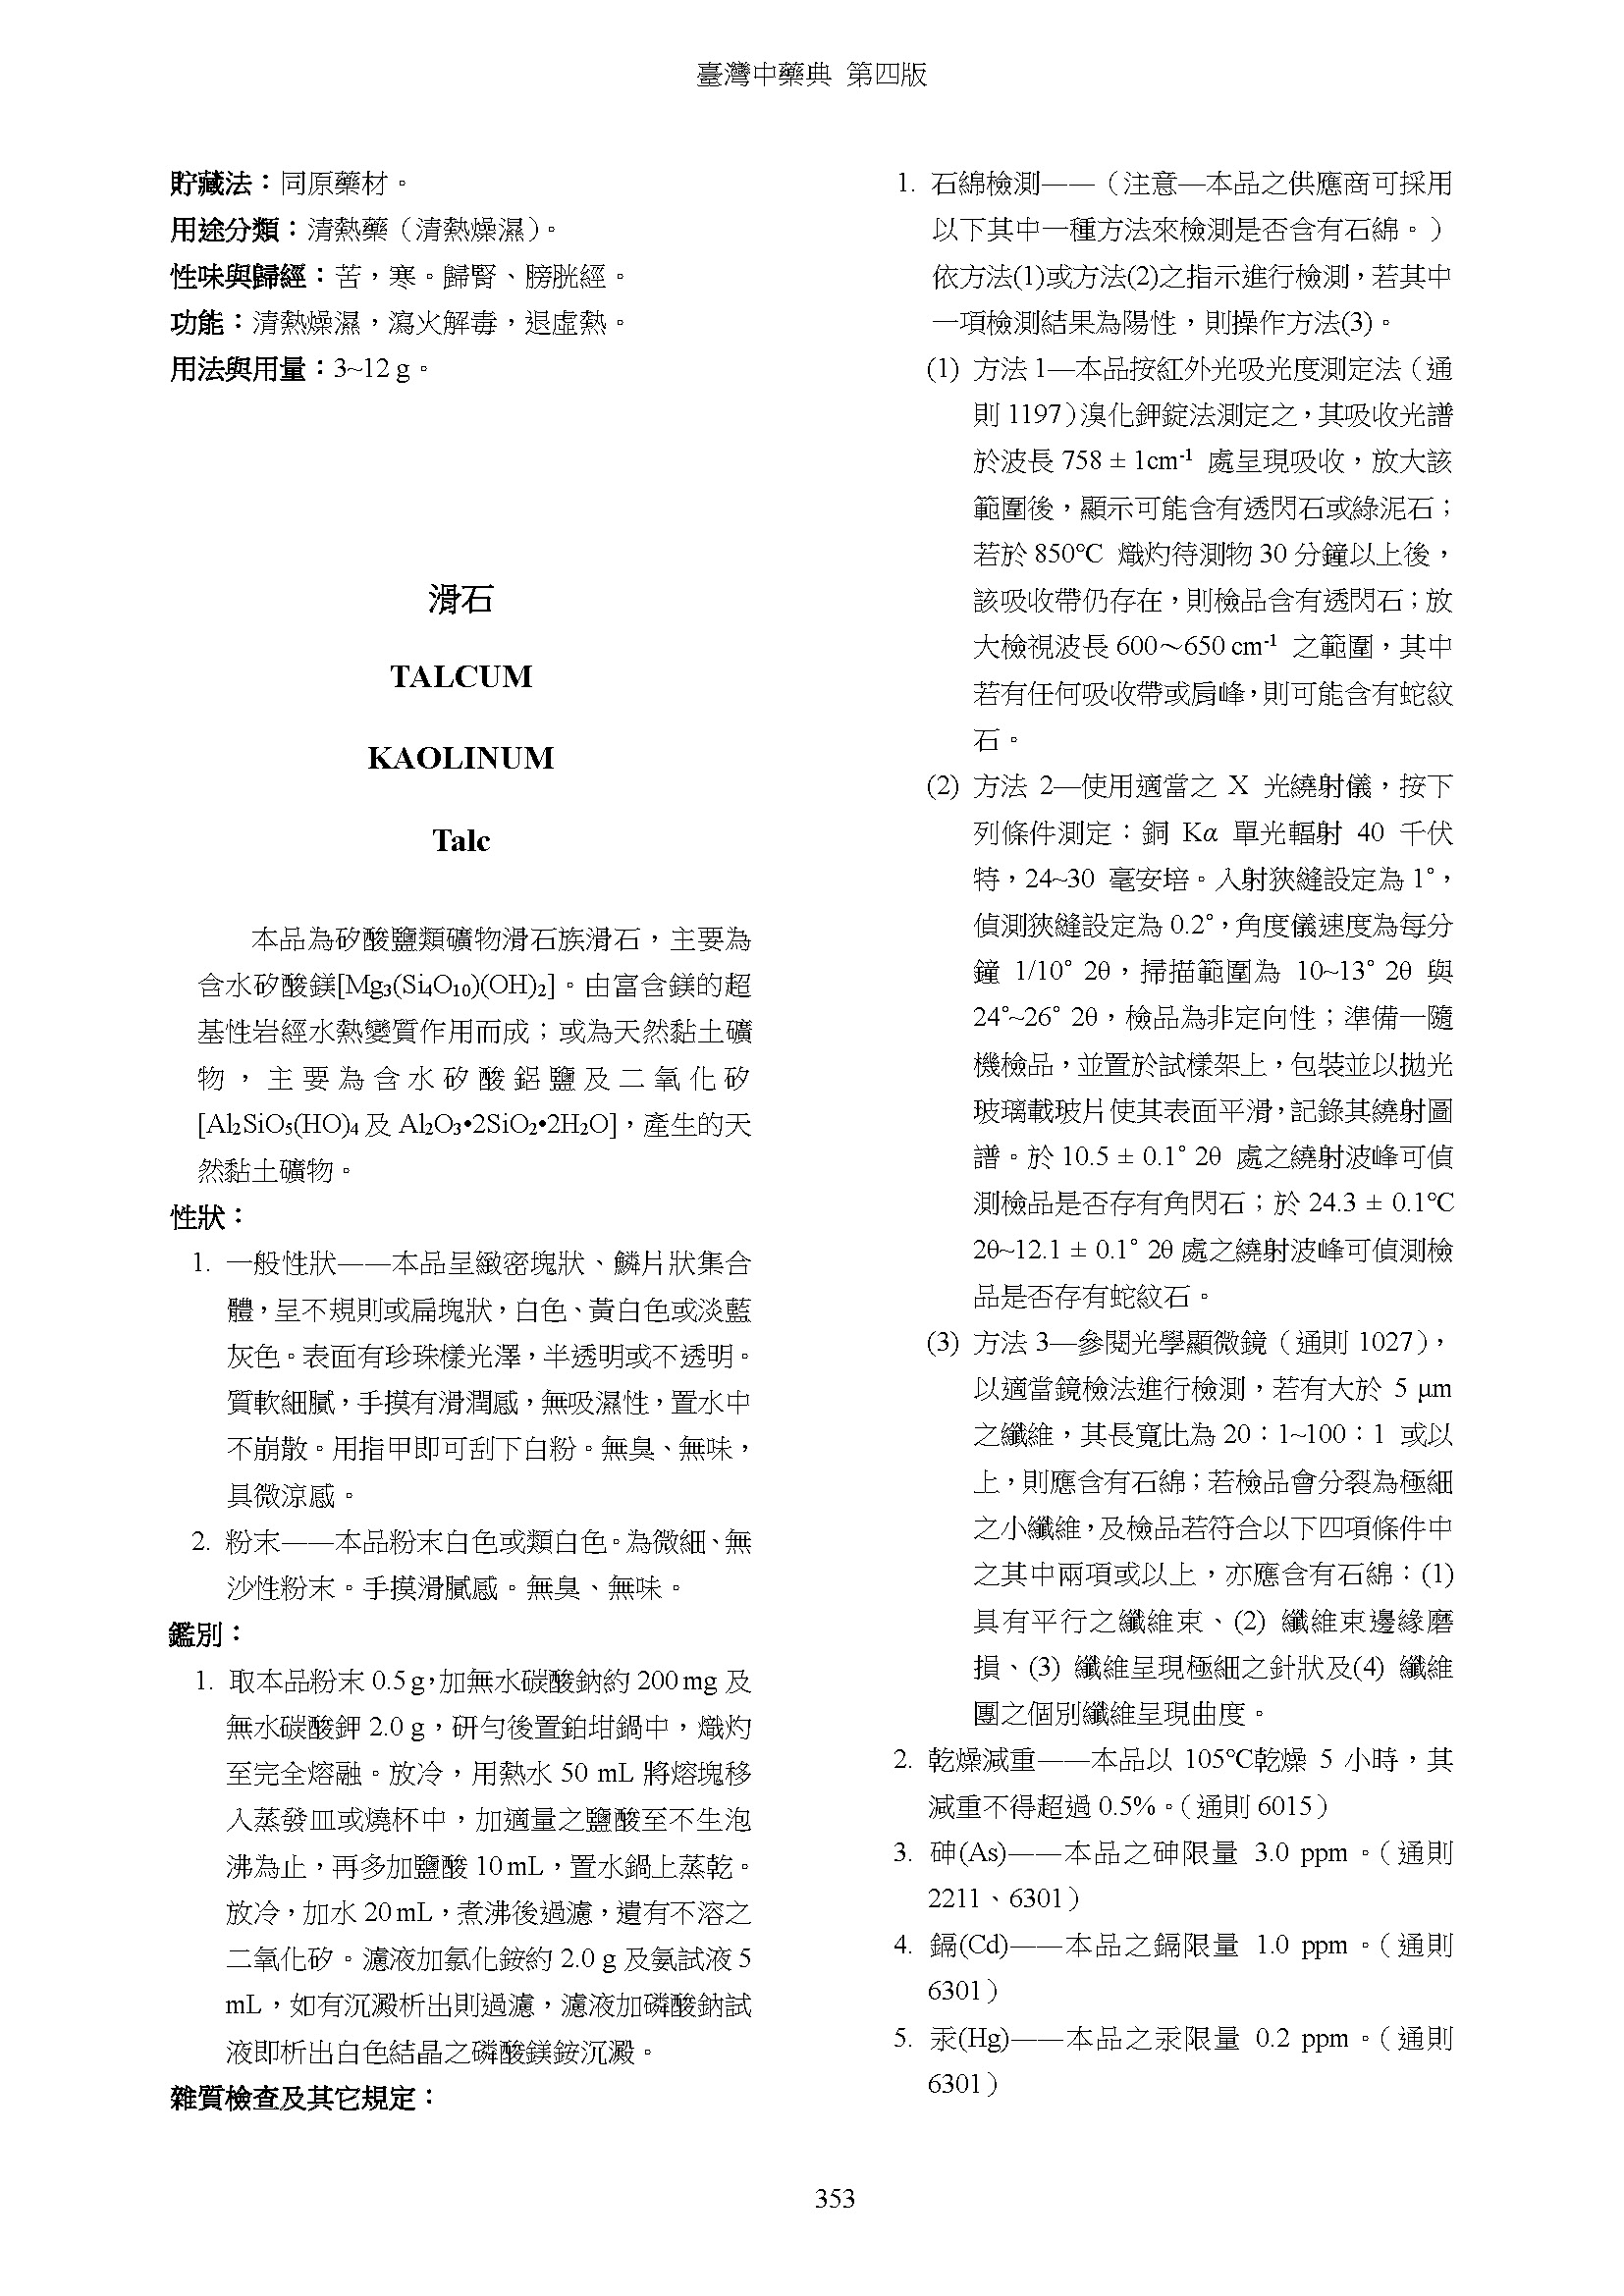 臺灣中藥典 第四版
貯藏法：同原藥材。
用途分類：清熱藥（清熱燥濕）。
性味與歸經：苦，寒。歸腎、膀胱經。
功能：清熱燥濕，瀉火解毒，退虛熱。
用法與用量：3~12 g。
滑石
TALCUM
KAOLINUM
Talc
本品為矽酸鹽類礦物滑石族滑石，主要為
含水矽酸鎂[Mg₃(Si₄O₁₀)(OH)₂]。由富含鎂的超
基性岩經水熱變質作用而成；或為天然黏土礦
物，主要為含水矽酸鋁鹽及二氧化矽
[Al₂SiO₅(HO)₄及 Al₂O₃•2SiO₂•2H₂O]，產生的天
然黏土礦物。
性狀：
1. 一般性狀——本品呈緻密塊狀、鱗片狀集合
體，呈不規則或扁塊狀，白色、黃白色或淡藍
灰色。表面有珍珠樣光澤，半透明或不透明。
質軟細膩，手摸有滑潤感，無吸濕性，置水中
不崩散。用指甲即可刮下白粉。無臭、無味，
具微涼感。
2. 粉末——本品粉末白色或類白色。為微細、無
沙性粉末。手摸滑膩感。無臭、無味。
鑑別：
1. 取本品粉末 0.5 g，加無水碳酸鈉約 200 mg 及
無水碳酸鉀 2.0 g，研勻後置鉑坩鍋中，熾灼
至完全熔融。放冷，用熱水 50 mL 將熔塊移
入蒸發皿或燒杯中，加適量之鹽酸至不生泡
沸為止，再多加鹽酸 10 mL，置水鍋上蒸乾。
放冷，加水 20 mL，煮沸後過濾，遺有不溶之
二氧化矽。濾液加氯化銨約 2.0 g 及氨試液 5
mL，如有沉澱析出則過濾，濾液加磷酸鈉試
液即析出白色結晶之磷酸鎂銨沉澱。
雜質檢查及其它規定：
1. 石綿檢測——（注意—本品之供應商可採用
以下其中一種方法來檢測是否含有石綿。）
依方法(1)或方法(2)之指示進行檢測，若其中
一項檢測結果為陽性，則操作方法(3)。
(1) 方法 1—本品按紅外光吸光度測定法（通
則 1197）溴化鉀錠法測定之，其吸收光譜
於波長 758 ± 1cm⁻¹ 處呈現吸收，放大該
範圍後，顯示可能含有透閃石或綠泥石；
若於 850℃ 熾灼待測物 30 分鐘以上後，
該吸收帶仍存在，則檢品含有透閃石；放
大檢視波長 600～650 cm⁻¹ 之範圍，其中
若有任何吸收帶或肩峰，則可能含有蛇紋
石。
(2) 方法 2—使用適當之 X 光繞射儀，按下
列條件測定：銅 Kα 單光輻射 40 千伏
特，24~30 毫安培。入射狹縫設定為 1°，
偵測狹縫設定為 0.2°，角度儀速度為每分
鐘 1/10° 2θ，掃描範圍為 10~13° 2θ 與
24°~26° 2θ，檢品為非定向性；準備一隨
機檢品，並置於試樣架上，包裝並以拋光
玻璃載玻片使其表面平滑，記錄其繞射圖
譜。於 10.5 ± 0.1° 2θ 處之繞射波峰可偵
測檢品是否存有角閃石；於 24.3 ± 0.1℃
2θ~12.1 ± 0.1° 2θ 處之繞射波峰可偵測檢
品是否存有蛇紋石。
(3) 方法 3—參閱光學顯微鏡（通則 1027），
以適當鏡檢法進行檢測，若有大於 5 μm
之纖維，其長寬比為 20：1~100：1 或以
上，則應含有石綿；若檢品會分裂為極細
之小纖維，及檢品若符合以下四項條件中
之其中兩項或以上，亦應含有石綿：(1)
具有平行之纖維束、(2) 纖維束邊緣磨
損、(3) 纖維呈現極細之針狀及(4) 纖維
團之個別纖維呈現曲度。
2. 乾燥減重——本品以 105℃乾燥 5 小時，其
減重不得超過 0.5%。（通則 6015）
3. 砷(As)——本品之砷限量 3.0 ppm。（通則
2211、6301）
4. 鎘(Cd)——本品之鎘限量 1.0 ppm。（通則
6301）
5. 汞(Hg)——本品之汞限量 0.2 ppm。（通則
6301）
353